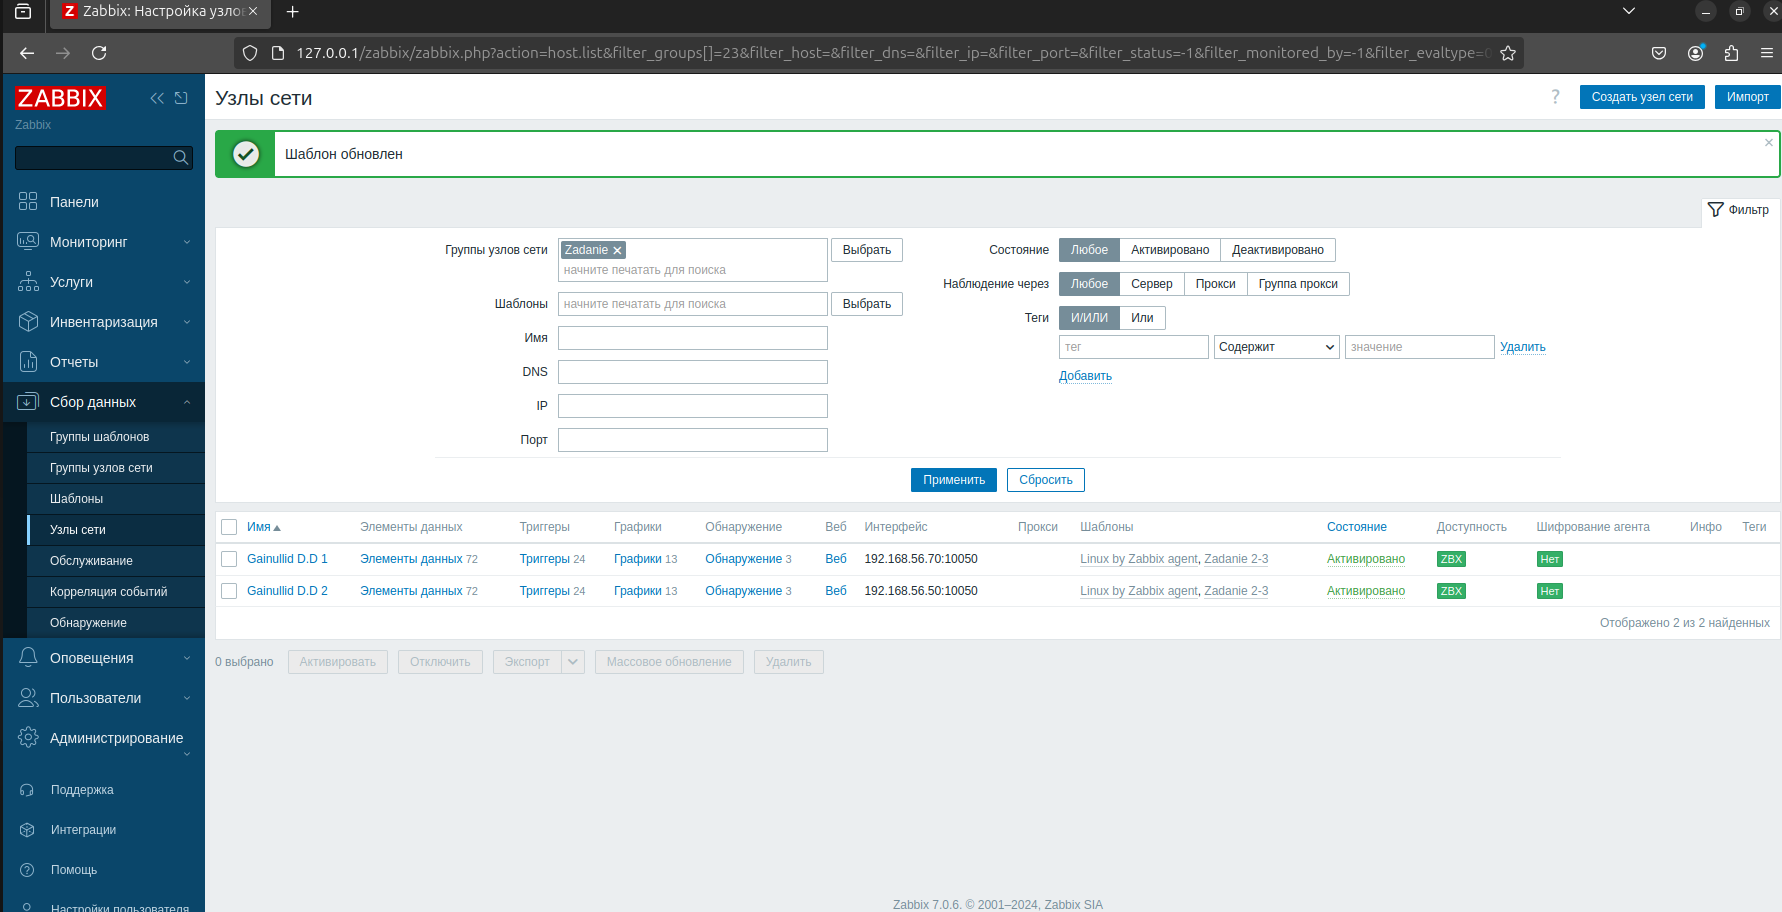 Zabbix: Настройка узлов
127.0.0.1/zabbix/zabbix.php?action=host.list&filter_groups[]=23&filter_host=&filter_dns=&filter_ip=&filter_port=&filter_status=-1&filter_monitored_by=-1&filter_evaltype=0
ZABBIX
Zabbix
Панели
Мониторинг
Услуги
Инвентаризация
Отчеты
Сбор данных
Группы шаблонов
Группы узлов сети
Шаблоны
Узлы сети
Обслуживание
Корреляция событий
Обнаружение
Оповещения
Пользователи
Администрирование
Поддержка
Интеграции
Помощь
Настройки пользователя
Узлы сети
? Создать узел сети Импорт
Шаблон обновлен
Фильтр
Группы узлов сети Zadanie Выбрать
начните печатать для поиска
Шаблоны начните печатать для поиска Выбрать
Имя
DNS
IP
Порт
Состояние Любое Активировано Деактивировано
Наблюдение через Любое Сервер Прокси Группа прокси
Теги И/ИЛИ Или
тег Содержит значение Удалить
Добавить
Применить Сбросить
Имя Элементы данных Триггеры Графики Обнаружение Веб Интерфейс Прокси Шаблоны Состояние Доступность Шифрование агента Инфо Теги
Gainullid D.D 1 Элементы данных 72 Триггеры 24 Графики 13 Обнаружение 3 Веб 192.168.56.70:10050 Linux by Zabbix agent, Zadanie 2-3 Активировано ZBX Нет
Gainullid D.D 2 Элементы данных 72 Триггеры 24 Графики 13 Обнаружение 3 Веб 192.168.56.50:10050 Linux by Zabbix agent, Zadanie 2-3 Активировано ZBX Нет
Отображено 2 из 2 найденных
0 выбрано Активировать Отключить Экспорт Массовое обновление Удалить
Zabbix 7.0.6. © 2001–2024, Zabbix SIA